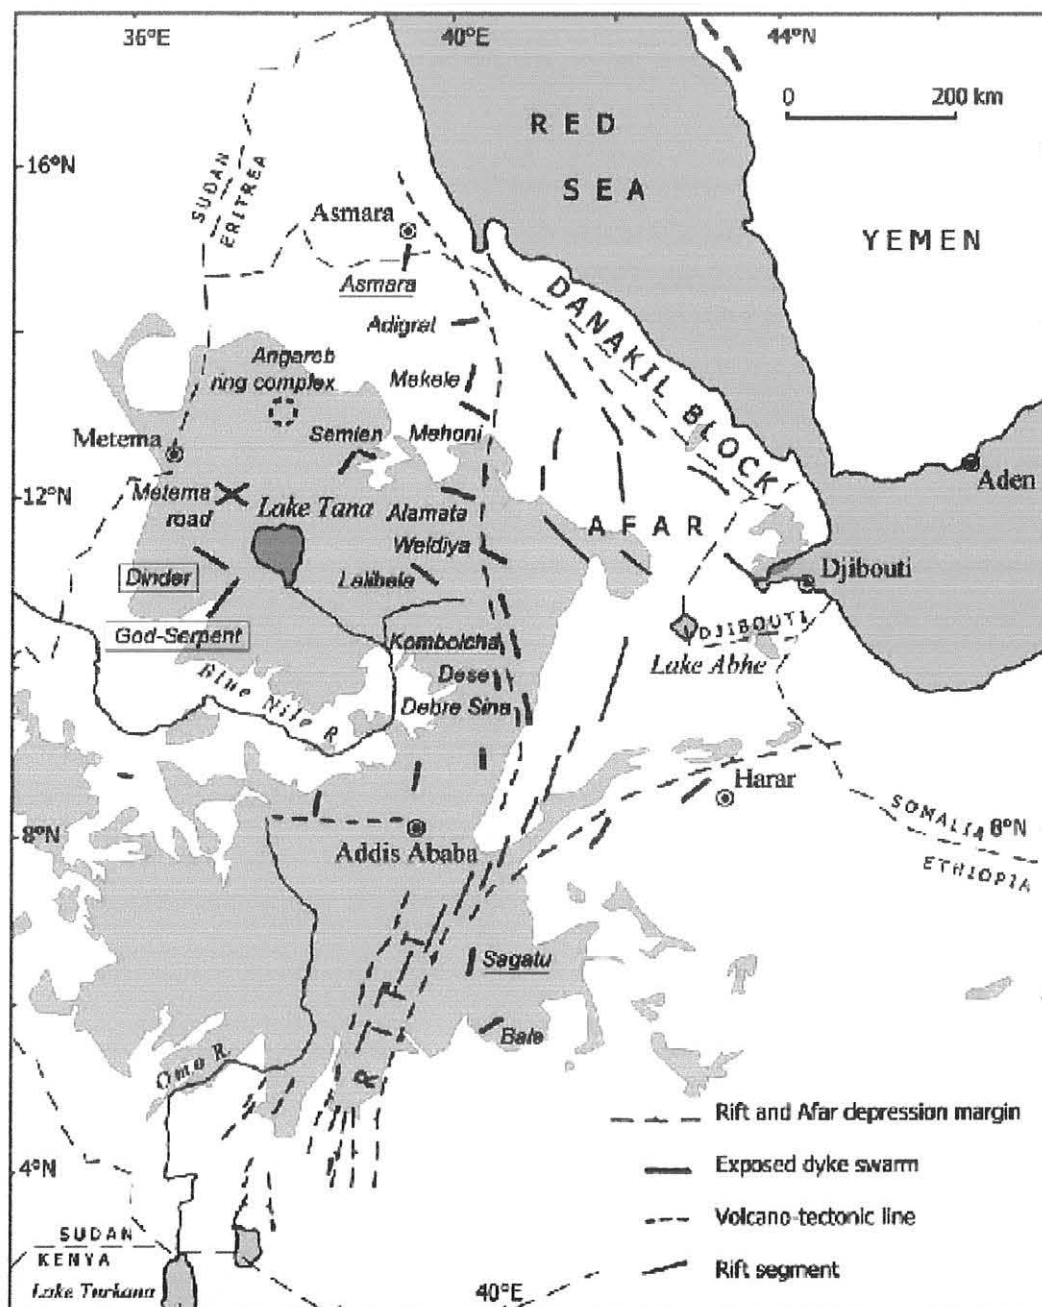 36°E
40°E
44°N
0 200 km
RED
SEA
16°N
SUDAN
ERITREA
YEMEN
Asmara
Asmara
DANAKIL BLOCK
Adigrat
Angareb
ring complex
Makale
Semien
Mehoni
Metema
Aden
12°N
Metema
road
Lake Tana
Alamata
AFAR
Weldiya
Dinder
Lalibela
Djibouti
God-Serpent
Kombolcha
DJIBOUTI
Lake Abhe
Blue Nile R
Dese
Debre Sina
Harar
8°N
SOMALIA
8°N
Addis Ababa
ETHIOPIA
Sagatu
Bale
Omo R.
R
Rift and Afar depression margin
4°N
Exposed dyke swarm
Volcano-tectonic line
SUDAN
KENYA
Rift segment
Lake Turkana
40°E